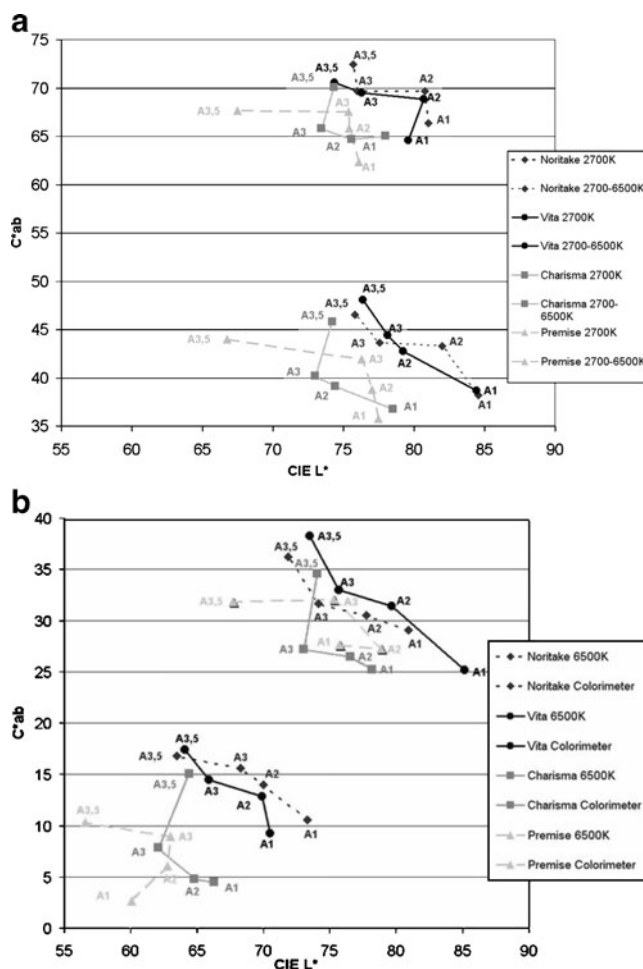 a
75
70
65
60
55
50
45
40
35
C*ab
A3,5
A3,5 A3,5 A3 A2
A3,5 A3 A3 A2
A3 A2 A1
A2 A1 A1
A1
A3,5
A3,5
A3,5 A3 A2
A3,5 A3 A3 A2
A3 A2
A2 A1 A1
A1 A1
55 60 65 70 75 80 85 90
CIE L*
Noritake 2700K
Noritake 2700-6500K
Vita 2700K
Vita 2700-6500K
Charisma 2700K
Charisma 2700-
6500K
Premise 2700K
Premise 2700-6500K
b
40
35
30
25
20
15
10
5
0
C*ab
A3,5 A3,5
A3,5
A3,5 A3 A3 A2
A3 A2 A1
A3 A1 A2 A2 A1
A1
A3,5 A3,5 A3
A3,5 A3 A2 A2
A3,5 A1
A3 A3 A1
A2 A2 A1
A1
55 60 65 70 75 80 85 90
CIE L*
Noritake 6500K
Noritake Colorimeter
Vita 6500K
Vita Colorimeter
Charisma 6500K
Charisma Colorimeter
Premise 6500K
Premise Colorimeter